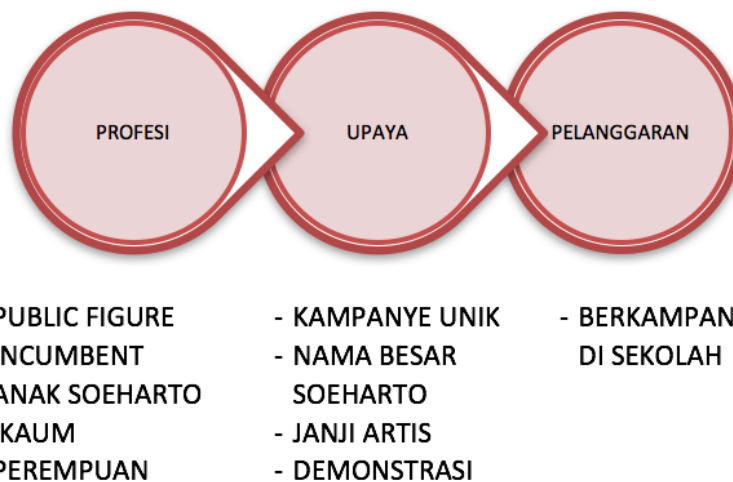 PROFESI
UPAYA
PELANGGARAN
PUBLIC FIGURE
INCUMBENT
ANAK SOEHARTO
KAUM
PEREMPUAN
- KAMPANYE UNIK
- NAMA BESAR
SOEHARTO
- JANJI ARTIS
- DEMONSTRASI
- BERKAMPAN
DI SEKOLAH